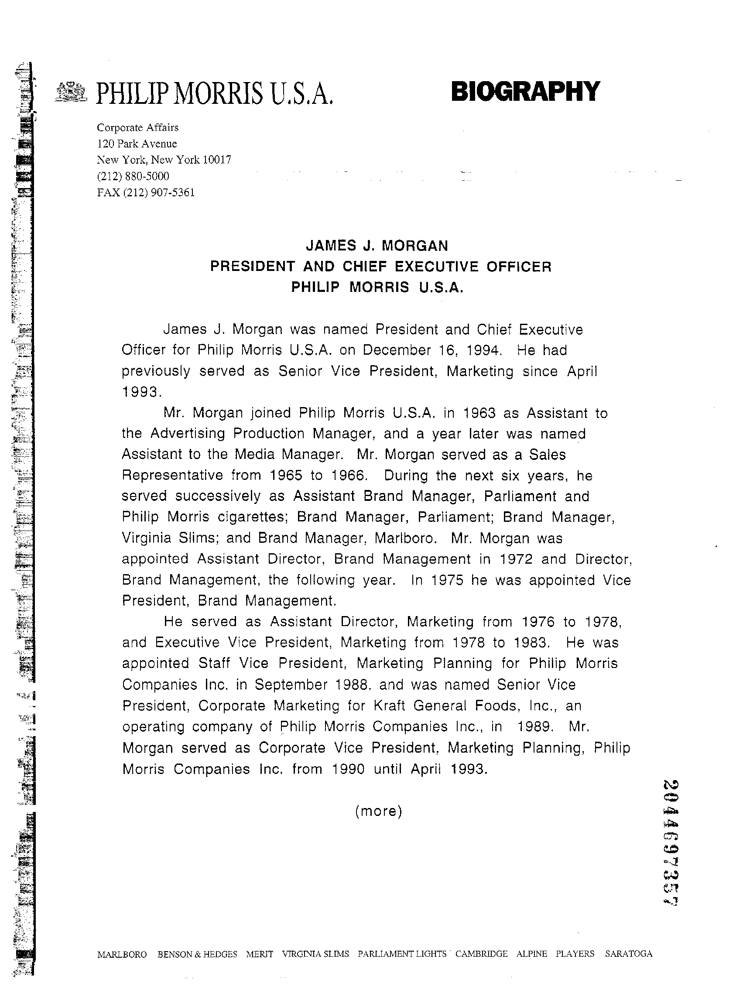 PHILIP MORRIS U.S.A.
BIOGRAPHY
Corporate Affairs
120 Park Avenue
New York, New York 10017
(212) 880-5000
FAX (212) 907-5361
JAMES J. MORGAN
PRESIDENT AND CHIEF EXECUTIVE OFFICER
PHILIP MORRIS U.S.A.
James J. Morgan was named President and Chief Executive
Officer for Philip Morris U.S.A. on December 16, 1994. He had
previously served as Senior Vice President, Marketing since April
1993.
Mr. Morgan joined Philip Morris U.S.A. in 1963 as Assistant to
the Advertising Production Manager, and a year later was named
Assistant to the Media Manager. Mr. Morgan served as a Sales
Representative from 1965 to 1966. During the next six years, he
served successively as Assistant Brand Manager, Parliament and
Philip Morris cigarettes; Brand Manager, Parliament; Brand Manager,
Virginia Slims; and Brand Manager, Marlboro. Mr. Morgan was
appointed Assistant Director, Brand Management in 1972 and Director,
Brand Management, the following year. In 1975 he was appointed Vice
President, Brand Management.
He served as Assistant Director, Marketing from 1976 to 1978,
and Executive Vice President, Marketing from 1978 to 1983. He was
appointed Staff Vice President, Marketing Planning for Philip Morris
Companies Inc. in September 1988, and was named Senior Vice
President, Corporate Marketing for Kraft General Foods, Inc., an
operating company of Philip Morris Companies Inc., in 1989. Mr.
Morgan served as Corporate Vice President, Marketing Planning, Philip
Morris Companies Inc. from 1990 until April 1993.
(more)
2044697357
MARLBORO BENSON & HEDGES MERIT VIRGINIA SLIMS PARLIAMENT LIGHTS CAMBRIDGE ALPINE PLAYERS SARATOGA